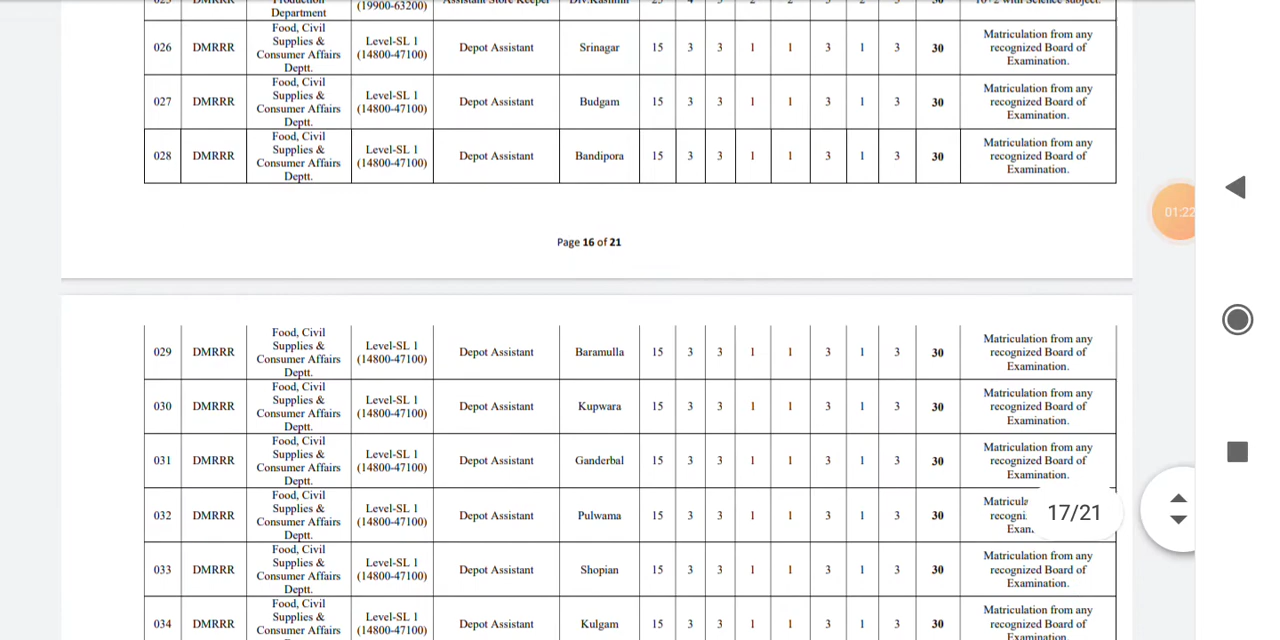 025 DMRRR Production Department (19900-63200) Assistant Store Keeper Div.Kashmir 30 10+2 with Science subject.
026 DMRRR Food, Civil Supplies & Consumer Affairs Deptt. Level-SL 1 (14800-47100) Depot Assistant Srinagar 15 3 3 1 1 3 1 3 30 Matriculation from any recognized Board of Examination.
027 DMRRR Food, Civil Supplies & Consumer Affairs Deptt. Level-SL 1 (14800-47100) Depot Assistant Budgam 15 3 3 1 1 3 1 3 30 Matriculation from any recognized Board of Examination.
028 DMRRR Food, Civil Supplies & Consumer Affairs Deptt. Level-SL 1 (14800-47100) Depot Assistant Bandipora 15 3 3 1 1 3 1 3 30 Matriculation from any recognized Board of Examination.
01:22
Page 16 of 21
029 DMRRR Food, Civil Supplies & Consumer Affairs Deptt. Level-SL 1 (14800-47100) Depot Assistant Baramulla 15 3 3 1 1 3 1 3 30 Matriculation from any recognized Board of Examination.
030 DMRRR Food, Civil Supplies & Consumer Affairs Deptt. Level-SL 1 (14800-47100) Depot Assistant Kupwara 15 3 3 1 1 3 1 3 30 Matriculation from any recognized Board of Examination.
031 DMRRR Food, Civil Supplies & Consumer Affairs Deptt. Level-SL 1 (14800-47100) Depot Assistant Ganderbal 15 3 3 1 1 3 1 3 30 Matriculation from any recognized Board of Examination.
032 DMRRR Food, Civil Supplies & Consumer Affairs Deptt. Level-SL 1 (14800-47100) Depot Assistant Pulwama 15 3 3 1 1 3 1 3 30 Matricula recogni Exan
17/21
033 DMRRR Food, Civil Supplies & Consumer Affairs Deptt. Level-SL 1 (14800-47100) Depot Assistant Shopian 15 3 3 1 1 3 1 3 30 Matriculation from any recognized Board of Examination.
034 DMRRR Food, Civil Supplies & Consumer Affairs Level-SL 1 (14800-47100) Depot Assistant Kulgam 15 3 3 1 1 3 1 3 30 Matriculation from any recognized Board of Examination